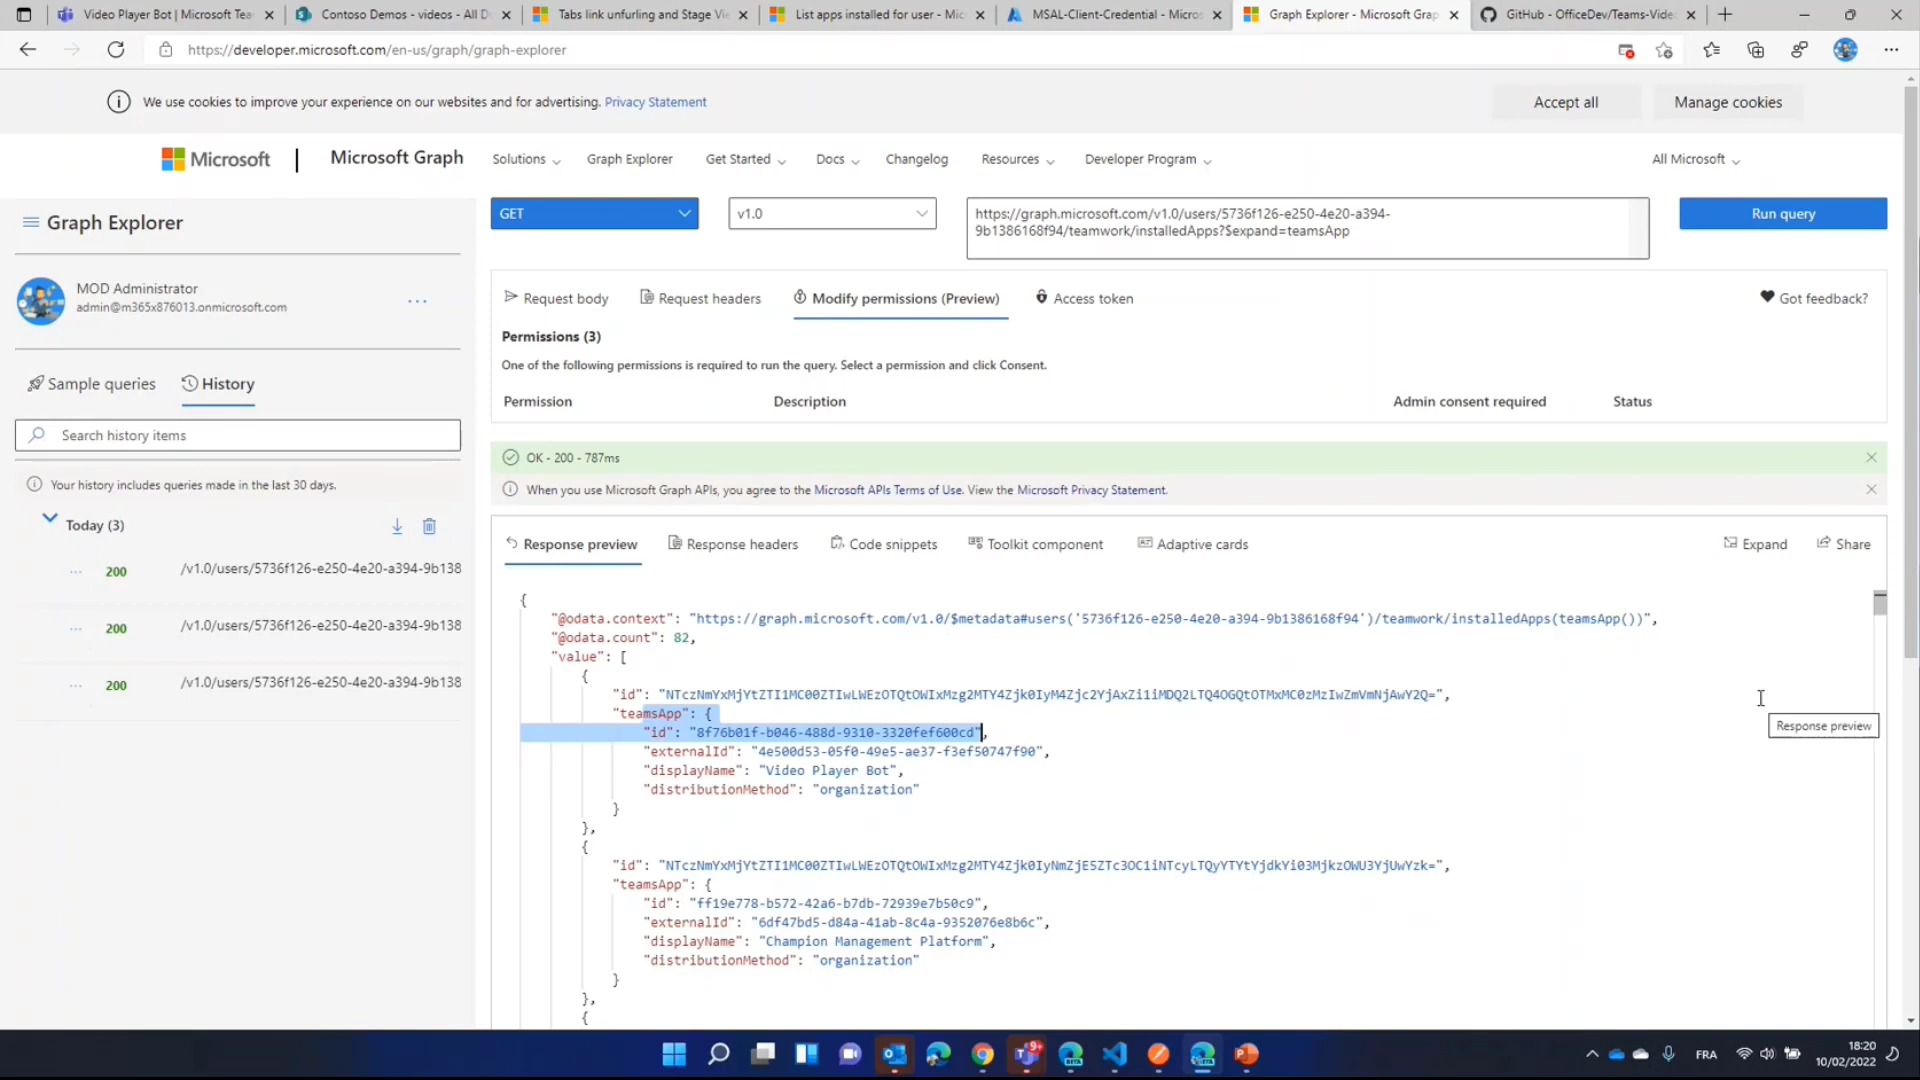 Video Player Bot | Microsoft Tea
Contoso Demos - videos - All D
Tabs link unfurling and Stage Vi
List apps installed for user - Mic
MSAL-Client-Credential - Micros
Graph Explorer - Microsoft Grap
GitHub - OfficeDev/Teams-Vide
https://developer.microsoft.com/en-us/graph/graph-explorer
We use cookies to improve your experience on our websites and for advertising. Privacy Statement
Accept all
Manage cookies
Microsoft
Microsoft Graph
Solutions
Graph Explorer
Get Started
Docs
Changelog
Resources
Developer Program
All Microsoft
Graph Explorer
GET
v1.0
https://graph.microsoft.com/v1.0/users/5736f126-e250-4e20-a394-
9b1386168f94/teamwork/installedApps?$expand=teamsApp
Run query
MOD Administrator
admin@m365x876013.onmicrosoft.com
Request body
Request headers
Modify permissions (Preview)
Access token
Got feedback?
Permissions (3)
One of the following permissions is required to run the query. Select a permission and click Consent.
Permission
Description
Admin consent required
Status
Sample queries
History
Search history items
Your history includes queries made in the last 30 days.
Today (3)
200 /v1.0/users/5736f126-e250-4e20-a394-9b138
200 /v1.0/users/5736f126-e250-4e20-a394-9b138
200 /v1.0/users/5736f126-e250-4e20-a394-9b138
OK - 200 - 787ms
When you use Microsoft Graph APIs, you agree to the Microsoft APIs Terms of Use. View the Microsoft Privacy Statement.
Response preview
Response headers
Code snippets
Toolkit component
Adaptive cards
Expand
Share
{
"@odata.context": "https://graph.microsoft.com/v1.0/$metadata#users('5736f126-e250-4e20-a394-9b1386168f94')/teamwork/installedApps(teamsApp())",
"@odata.count": 82,
"value": [
{
"id": "NTczNmYxMjYtZTI1MC00ZTIwLWEzOTQtOWIxMzg2MTY4Zjk0IyM4Zjc2YjAxZi1iMDQ2LTQ4OGQtOTMxMC0zMzIwZmVmNjAwY2Q=",
"teamsApp": {
"id": "8f76b01f-b046-488d-9310-3320fef600cd",
"externalId": "4e500d53-05f0-49e5-ae37-f3ef50747f90",
"displayName": "Video Player Bot",
"distributionMethod": "organization"
}
},
{
"id": "NTczNmYxMjYtZTI1MC00ZTIwLWEzOTQtOWIxMzg2MTY4Zjk0IyNmZjE5ZTc3OC1iNTcyLTQyYTYtYjdkYi03MjkzOWU3YjUwYzk=",
"teamsApp": {
"id": "ff19e778-b572-42a6-b7db-72939e7b50c9",
"externalId": "6df47bd5-d84a-41ab-8c4a-9352076e8b6c",
"displayName": "Champion Management Platform",
"distributionMethod": "organization"
}
},
{
Response preview
9+
FRA
18:20
10/02/2022